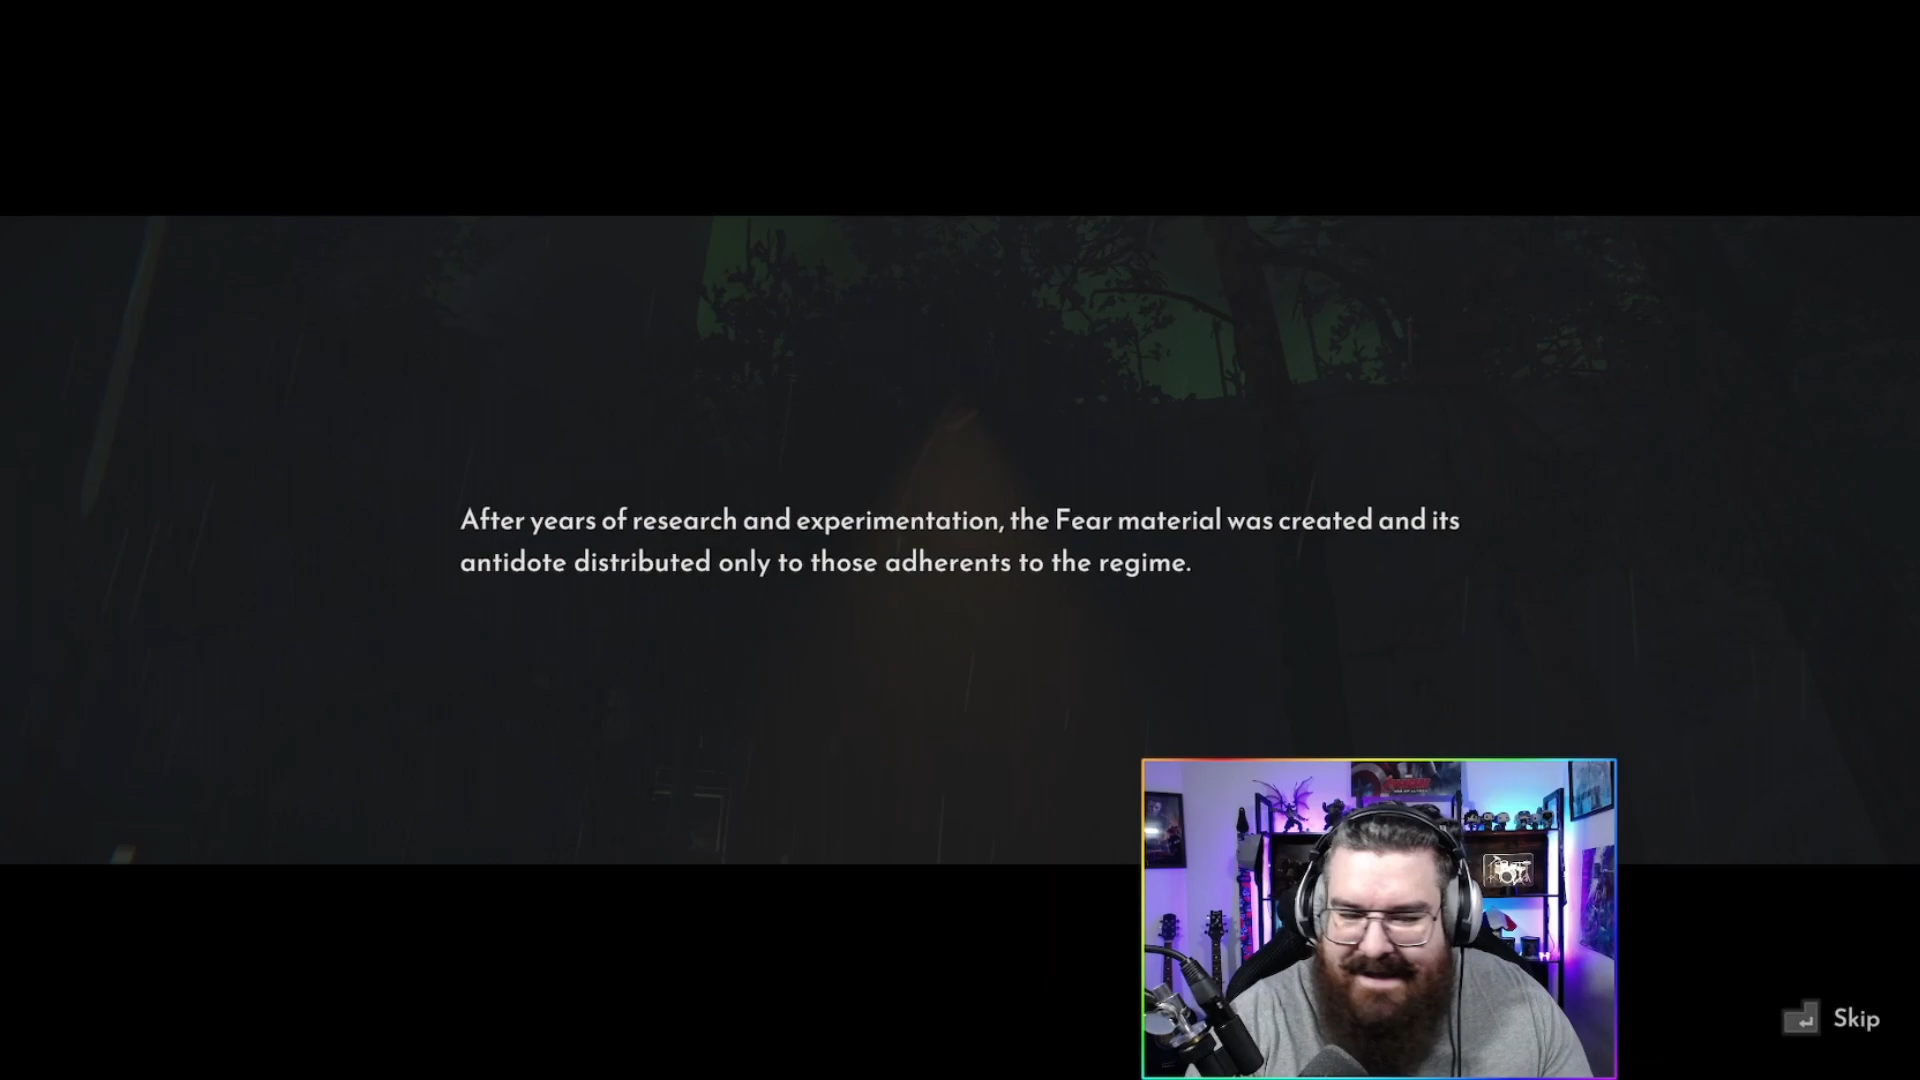 After years of research and experimentation, the Fear material was created and its
antidote distributed only to those adherents to the regime.
Skip